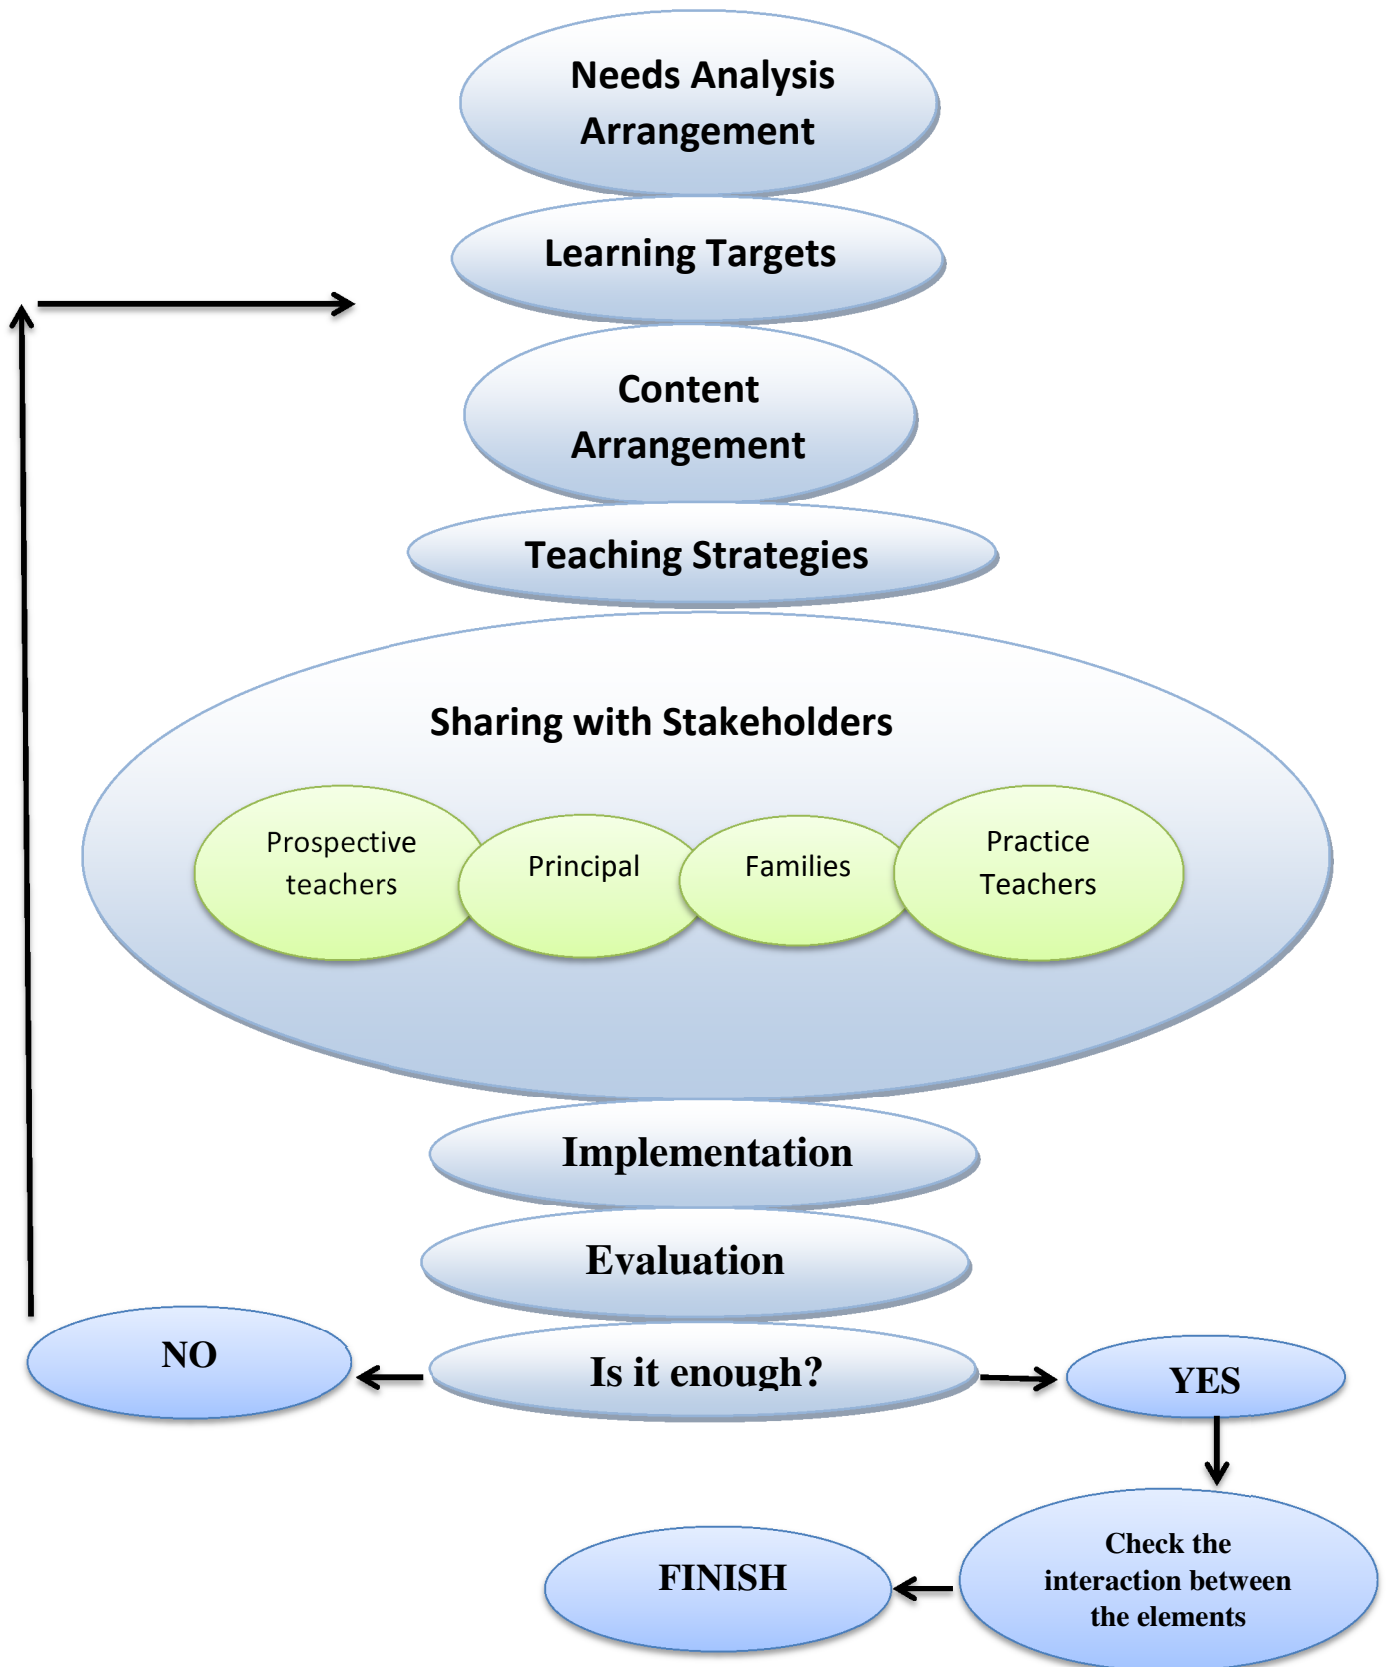 Needs Analysis
Arrangement
Learning Targets
Content
Arrangement
Teaching Strategies
Sharing with Stakeholders
Prospective
teachers
Principal
Families
Practice
Teachers
Implementation
Evaluation
NO
Is it enough?
YES
Check the
interaction between
the elements
FINISH